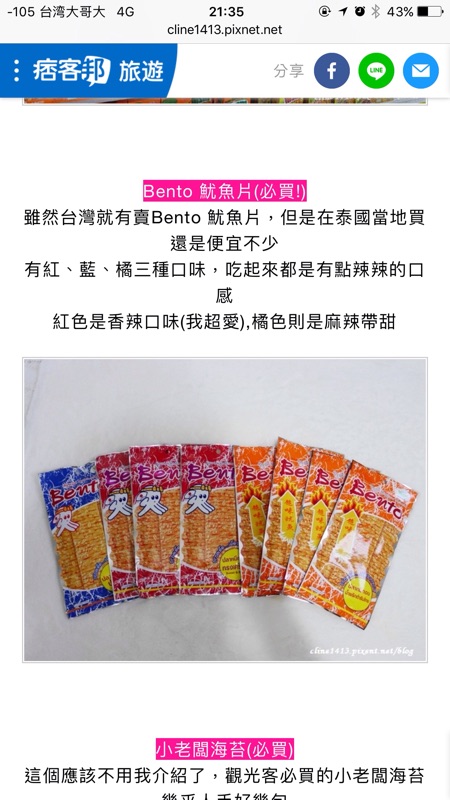 -105 台湾大哥大 4G 21:35 43%
cline1413.pixnet.net
痞客邦 旅遊 分享
Bento 魷魚片(必買!)
雖然台灣就有賣Bento 魷魚片，但是在泰國當地買
還是便宜不少
有紅、藍、橘三種口味，吃起來都是有點辣辣的口
感
紅色是香辣口味(我超愛),橘色則是麻辣帶甜
Bento
Bento
Bento
Bento
Bento
Bento
Bento
Bento
cline1413.pixnet.net/blog
小老闆海苔(必買)
這個應該不用我介紹了，觀光客必買的小老闆海苔